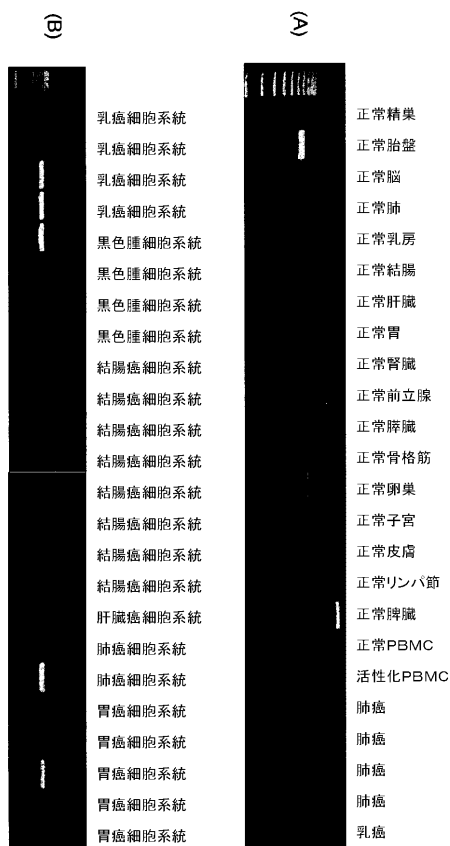 (B)
乳癌細胞系統
乳癌細胞系統
乳癌細胞系統
乳癌細胞系統
黒色腫細胞系統
黒色腫細胞系統
黒色腫細胞系統
黒色腫細胞系統
結腸癌細胞系統
結腸癌細胞系統
結腸癌細胞系統
結腸癌細胞系統
結腸癌細胞系統
結腸癌細胞系統
結腸癌細胞系統
結腸癌細胞系統
肝臓癌細胞系統
肺癌細胞系統
肺癌細胞系統
胃癌細胞系統
胃癌細胞系統
胃癌細胞系統
胃癌細胞系統
胃癌細胞系統
(A)
正常精巣
正常胎盤
正常脳
正常肺
正常乳房
正常結腸
正常肝臓
正常胃
正常腎臓
正常前立腺
正常膵臓
正常骨格筋
正常卵巣
正常子宮
正常皮膚
正常リンパ節
正常脾臓
正常PBMC
活性化PBMC
肺癌
肺癌
肺癌
肺癌
乳癌